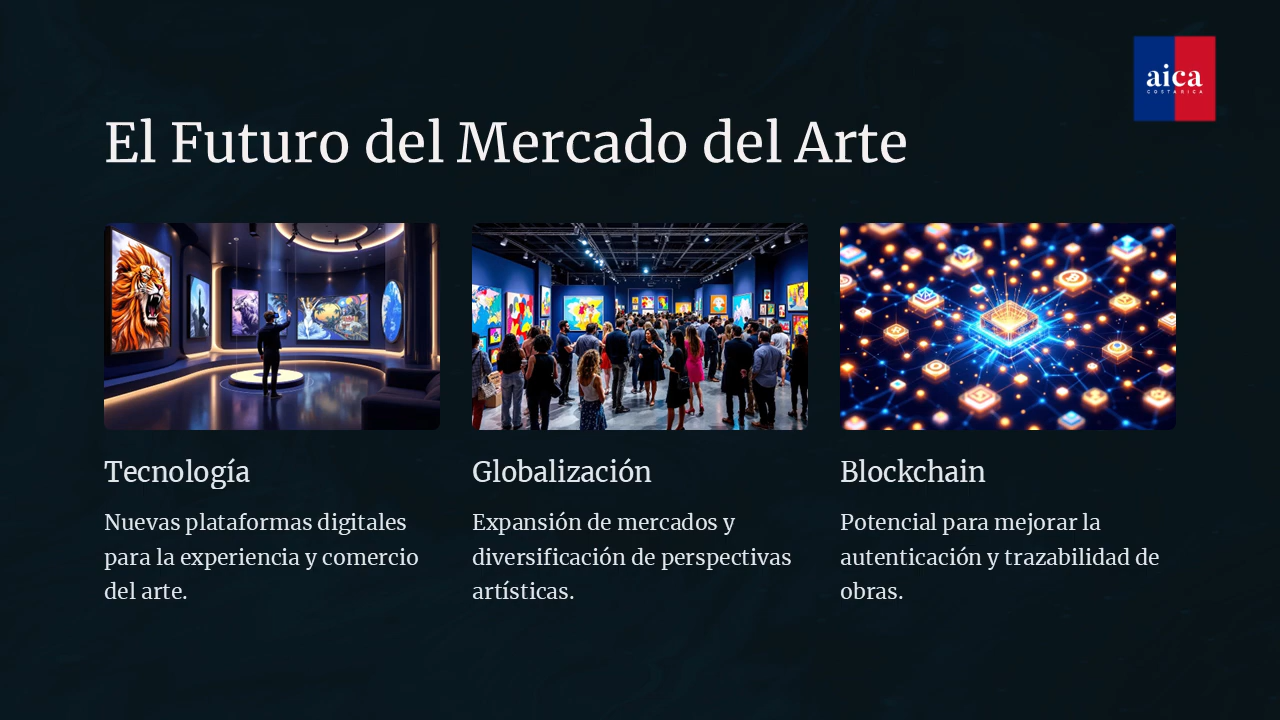 aica
COSTA RICA
El Futuro del Mercado del Arte
Tecnología
Nuevas plataformas digitales
para la experiencia y comercio
del arte.
Globalización
Expansión de mercados y
diversificación de perspectivas
artísticas.
Blockchain
Potencial para mejorar la
autenticación y trazabilidad de
obras.